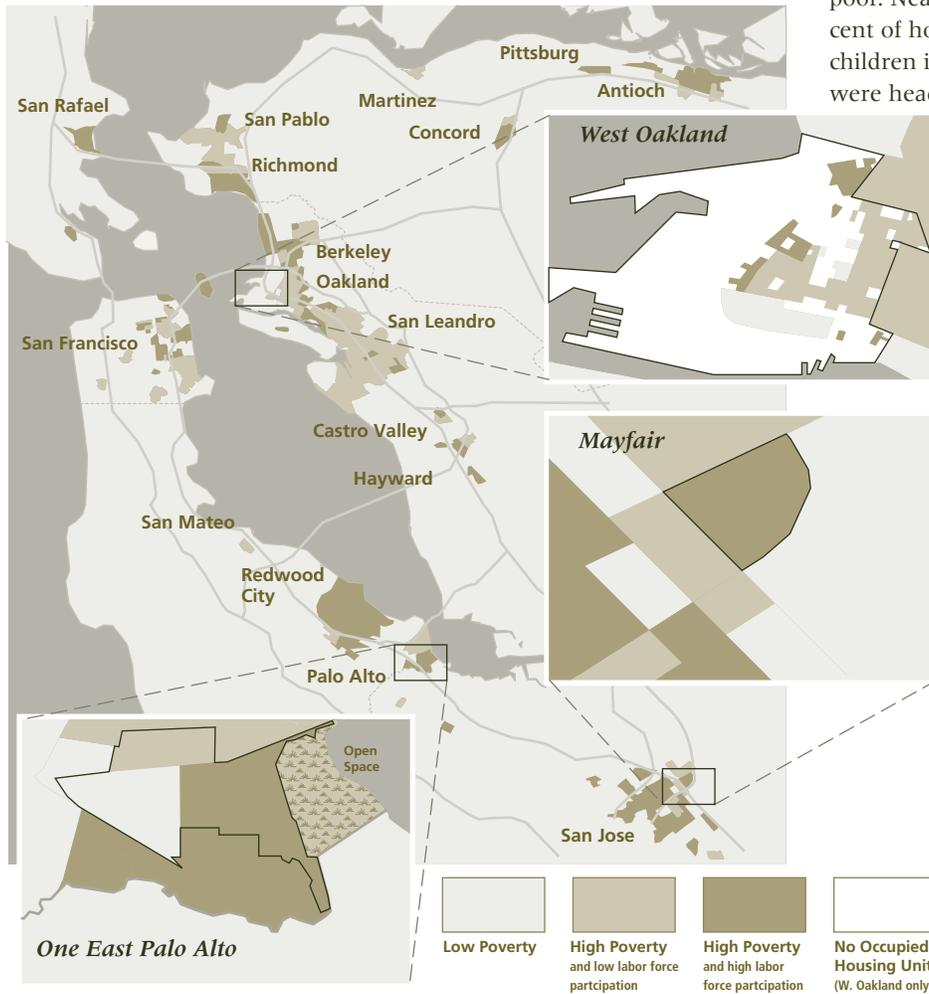 poor. Nea
cent of ho
children i
were head
Pittsburg
Antioch
San Rafael
Martinez
San Pablo
Concord
Richmond
West Oakland
Berkeley
Oakland
San Leandro
San Francisco
Castro Valley
Mayfair
Hayward
San Mateo
Redwood
City
Palo Alto
Open
Space
San Jose
One East Palo Alto
Low Poverty
High Poverty
and low labor force
partcipation
High Poverty
and high labor
force partcipation
No Occupied
Housing Unit
(W. Oakland only